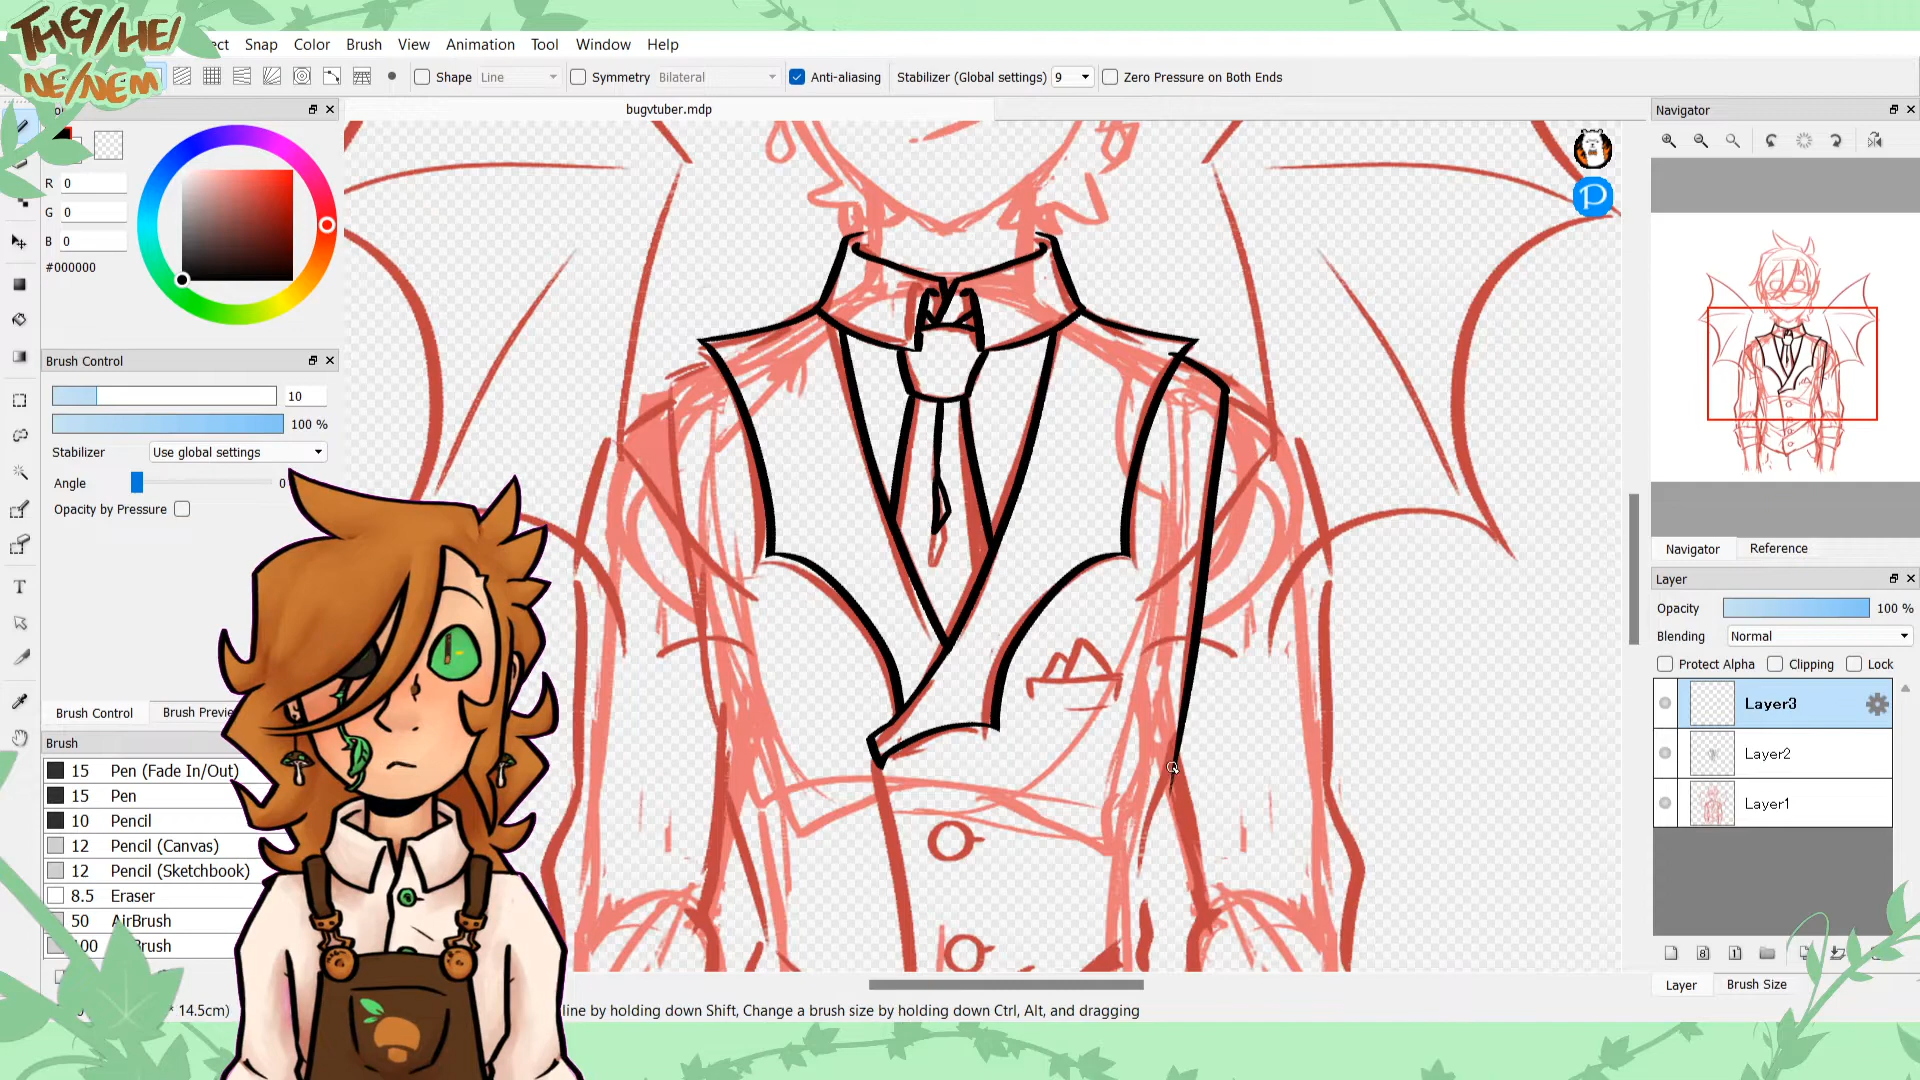 THEY/HE/
NE/NEM
ect Snap Color Brush View Animation Tool Window Help
Shape Line Symmetry Bilateral Anti-aliasing Stabilizer (Global settings) 9 Zero Pressure on Both Ends
bugvtuber.mdp
Navigator
R 0
G 0
B 0
#000000
P
Brush Control
10
100 %
Stabilizer Use global settings
Angle 0
Opacity by Pressure
Navigator Reference
Layer
Opacity 100 %
Blending Normal
Protect Alpha Clipping Lock
Layer3
Layer2
Layer1
Brush Control Brush Previe
Brush
15 Pen (Fade In/Out)
15 Pen
10 Pencil
12 Pencil (Canvas)
12 Pencil (Sketchbook)
8.5 Eraser
50 AirBrush
100 Brush
8 1
Layer Brush Size
* 14.5cm) line by holding down Shift, Change a brush size by holding down Ctrl, Alt, and dragging